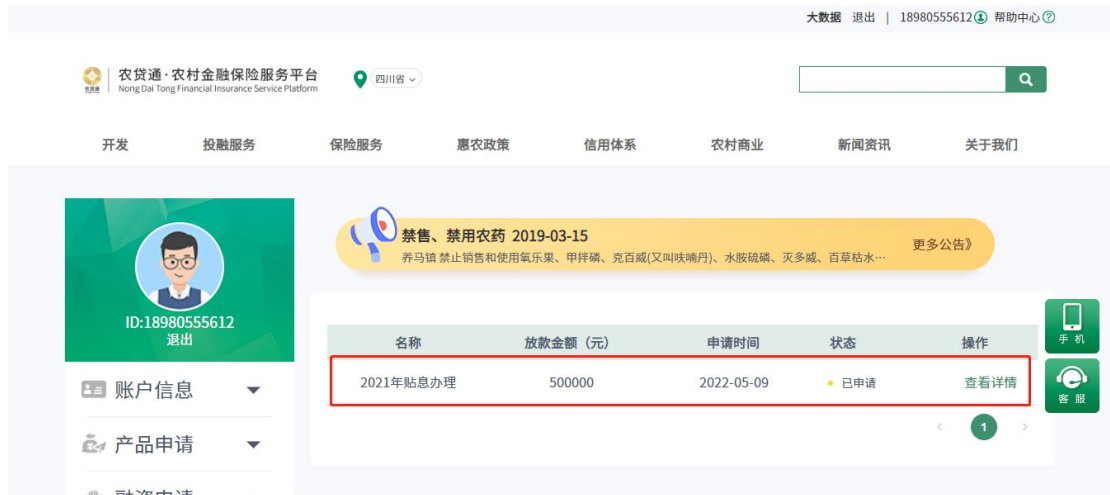 大数据 退出 | 18980555612 帮助中心
农贷通·农村金融保险服务平台
Nong Dai Tong Financial Insurance Service Platform
四川省
开发 投融服务 保险服务 惠农政策 信用体系 农村商业 新闻资讯 关于我们
禁售、禁用农药 2019-03-15
养马镇 禁止销售和使用氧乐果、甲拌磷、克百威(又叫呋喃丹)、水胺硫磷、灭多威、百草枯水…
更多公告》
ID:18980555612
退出
名称 放款金额（元） 申请时间 状态 操作
2021年贴息办理 500000 2022-05-09 已申请 查看详情
手机
客服
账户信息
产品申请
< 1 >